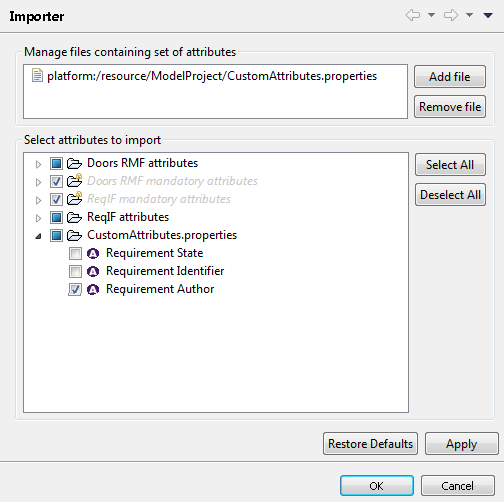 Importer
Manage files containing set of attributes
platform:/resource/ModelProject/CustomAttributes.properties
Add file
Remove file
Select attributes to import
Doors RMF attributes
Doors RMF mandatory attributes
ReqIF mandatory attributes
ReqIF attributes
CustomAttributes.properties
A Requirement State
A Requirement Identifier
A Requirement Author
Select All
Deselect All
Restore Defaults
Apply
OK
Cancel